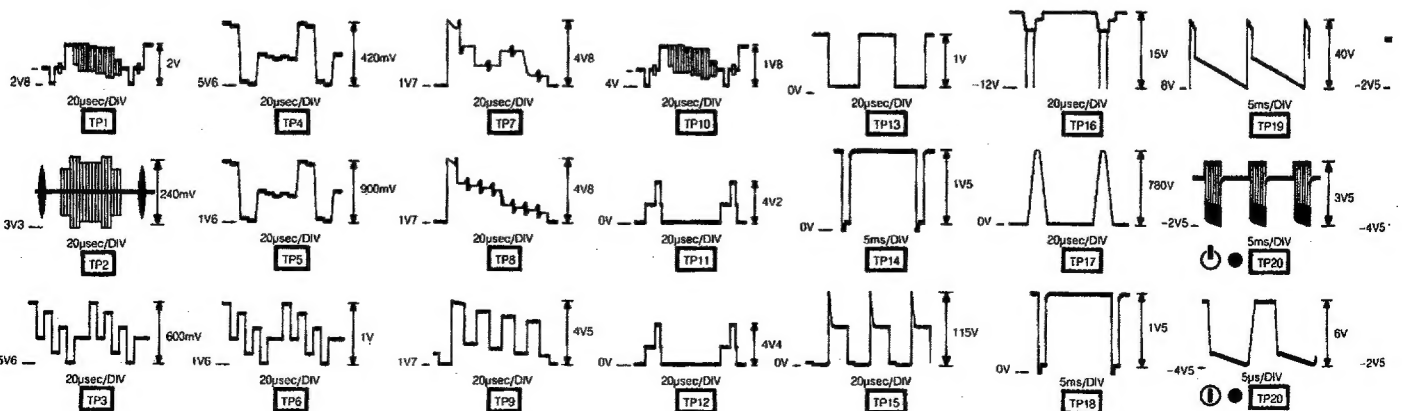 2V8
2V
20µsec/DIV
TP1
5V6
420mV
20µsec/DIV
TP4
1V7
4V8
20µsec/DIV
TP7
4V
1V8
20µsec/DIV
TP10
0V
1V
20µsec/DIV
TP13
-12V
15V
20µsec/DIV
TP16
8V
40V
-2V5
5ms/DIV
TP19
3V3
240mV
20µsec/DIV
TP2
1V6
900mV
20µsec/DIV
TP5
1V7
4V8
20µsec/DIV
TP8
0V
4V2
20µsec/DIV
TP11
0V
1V5
5ms/DIV
TP14
0V
780V
20µsec/DIV
TP17
-2V5
3V5
-4V5
5ms/DIV
TP20
5V6
600mV
20µsec/DIV
TP3
1V6
1V
20µsec/DIV
TP6
1V7
4V5
20µsec/DIV
TP9
0V
4V4
20µsec/DIV
TP12
0V
115V
20µsec/DIV
TP15
0V
1V5
5ms/DIV
TP18
-4V5
6V
-2V5
5µs/DIV
TP20